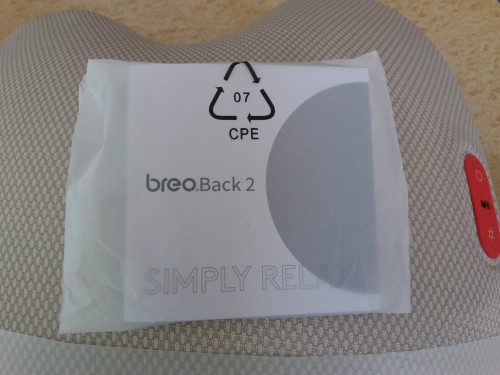 07
CPE
breo.Back 2
SIMPLY RELAX